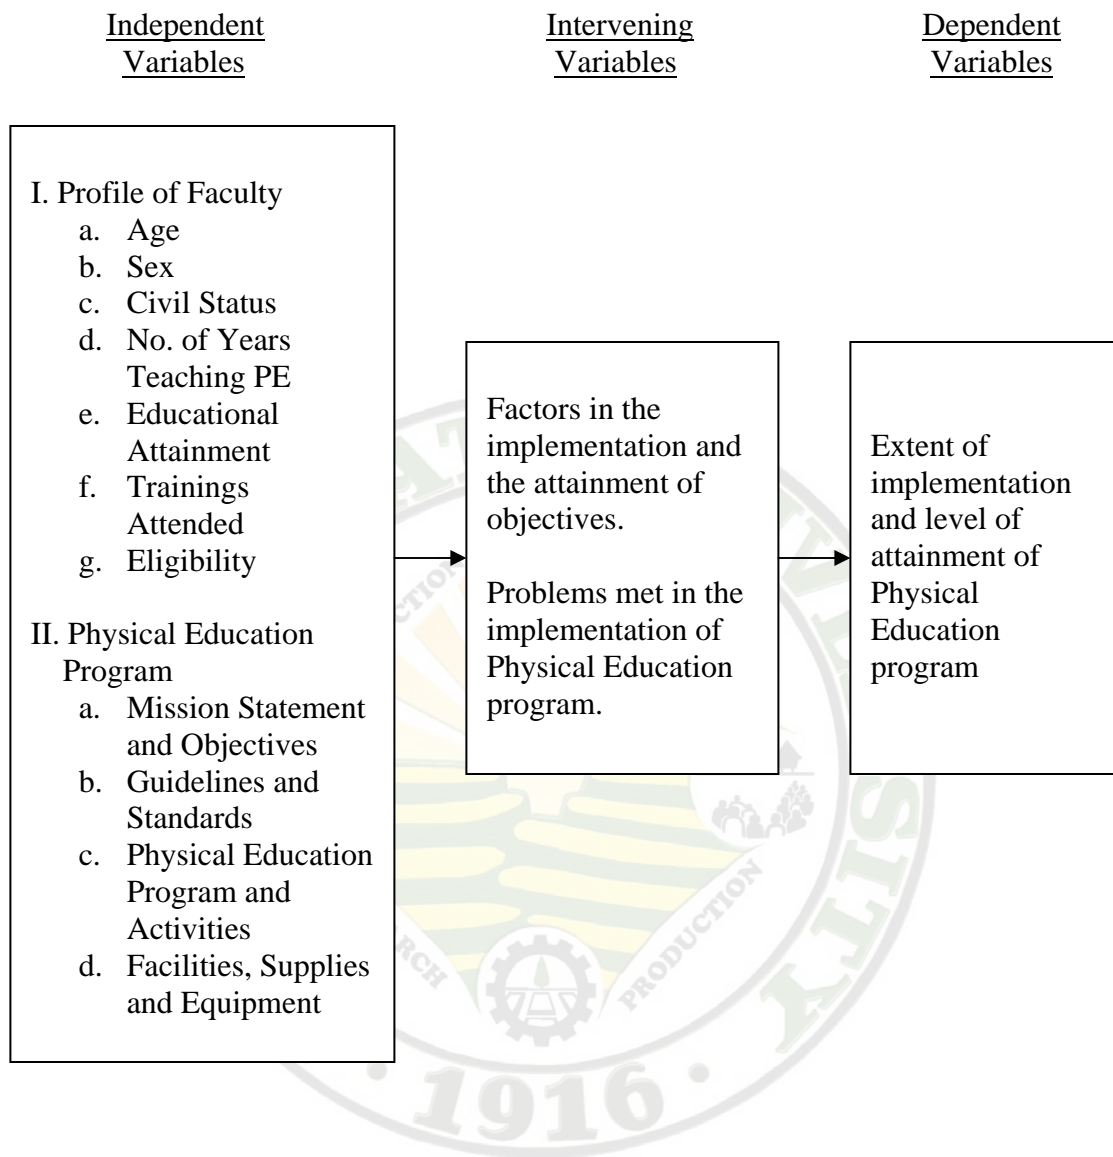 Independent
Variables
Intervening
Variables
Dependent
Variables
I. Profile of Faculty
a. Age
b. Sex
c. Civil Status
d. No. of Years
Teaching PE
e. Educational
Attainment
f. Trainings
Attended
g. Eligibility
II. Physical Education
Program
a. Mission Statement
and Objectives
b. Guidelines and
Standards
c. Physical Education
Program and
Activities
d. Facilities, Supplies
and Equipment
Factors in the
implementation and
the attainment of
objectives.
Problems met in the
implementation of
Physical Education
program.
Extent of
implementation
and level of
attainment of
Physical
Education
program
PRODUCTION
1916